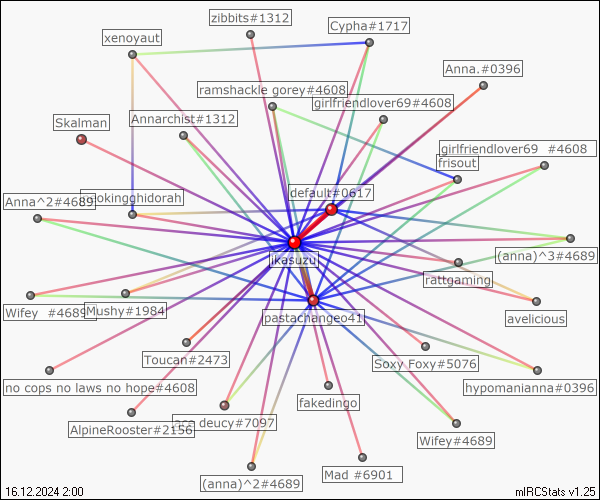 zibbits#1312
Cypha#1717
xenoyaut
Anna.#0396
ramshackle gorey#4608
girlfriendlover69#4608
Annarchist#1312
Skalman
girlfriendlover69   #4608
frisout
default#0617
Anna^2#4689
(anna)^3#4689
ikasuzu
rattgaming
Wifey   #4689
Mushy#1984
avelicious
pastachangeo41
Toucan#2473
Soxy Foxy#5076
no cops no laws no hope#4608
hypomanianna#0396
fakedingo
deucy#7097
AlpineRooster#2156
Wifey#4689
(anna)^2#4689
Mad #6901
16.12.2024 2:00
mIRCStats v1.25